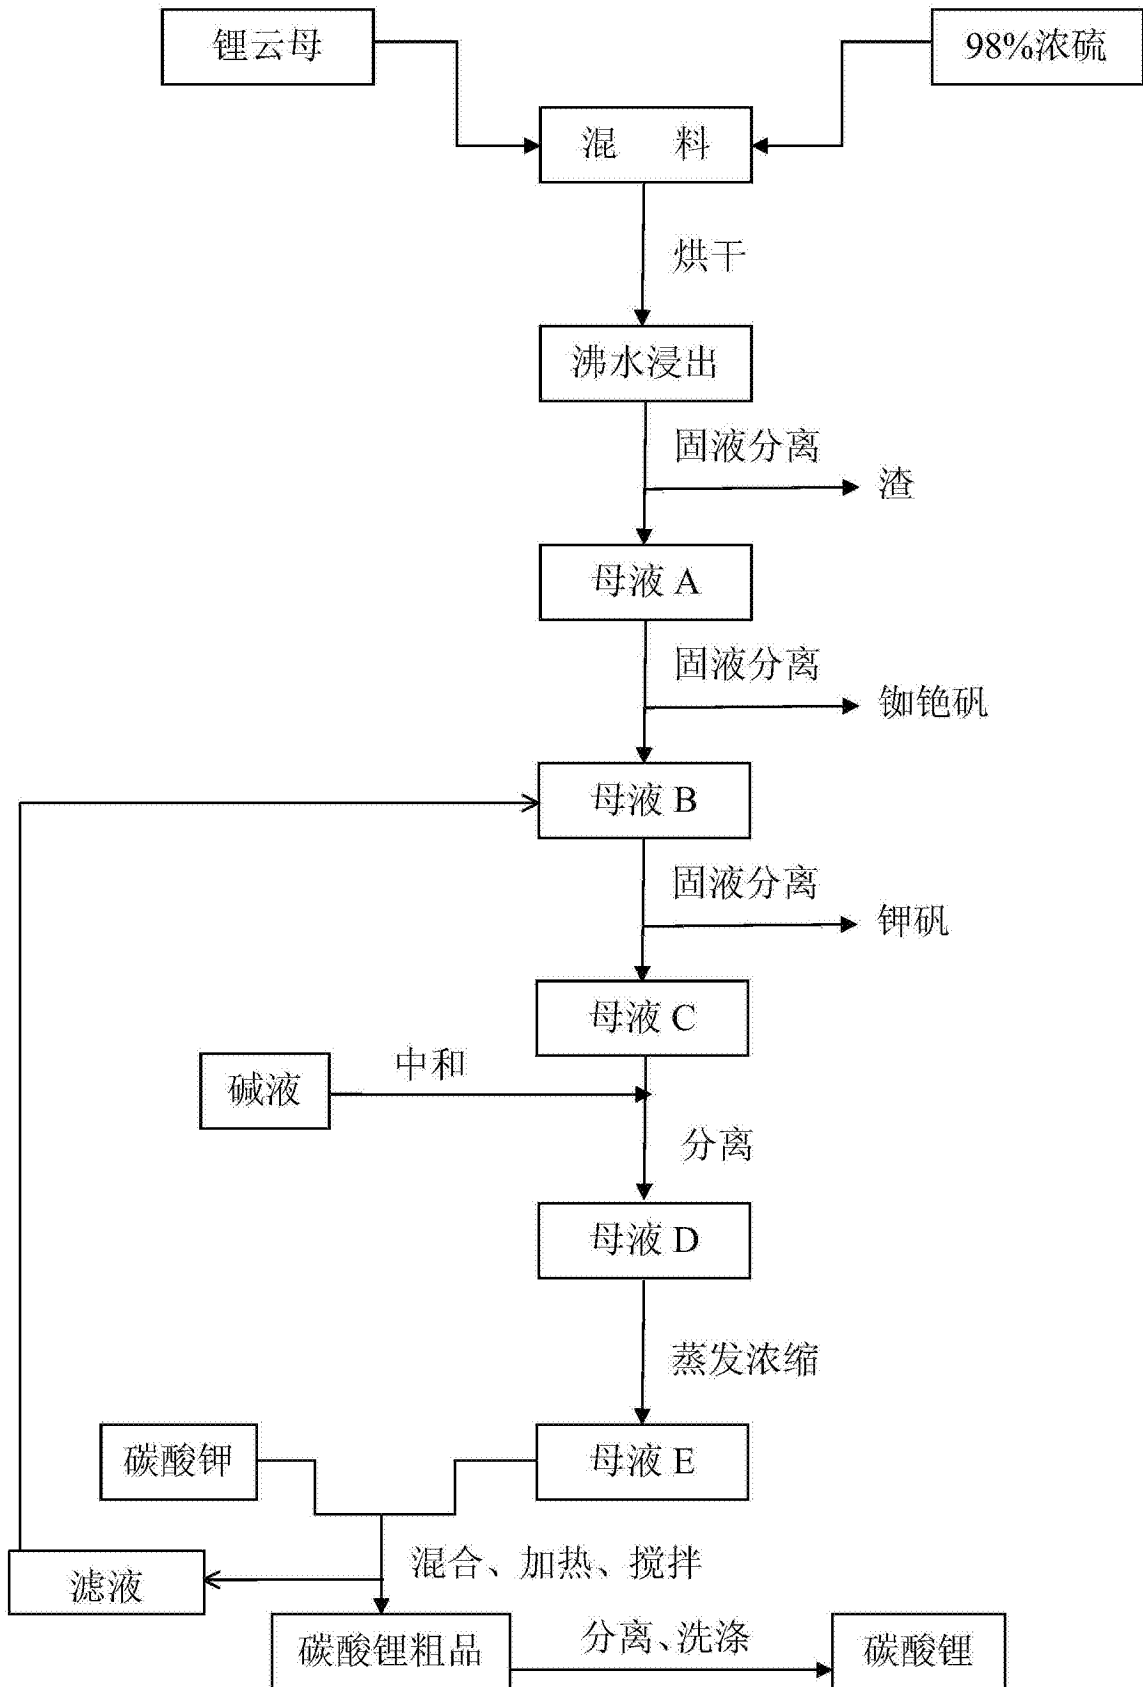 锂云母
98%浓硫
混 料
烘干
沸水浸出
固液分离
渣
母液 A
固液分离
铷铯矾
母液 B
固液分离
钾矾
母液 C
中和
碱液
分离
母液 D
蒸发浓缩
碳酸钾
母液 E
混合、加热、搅拌
滤液
碳酸锂粗品
分离、洗涤
碳酸锂